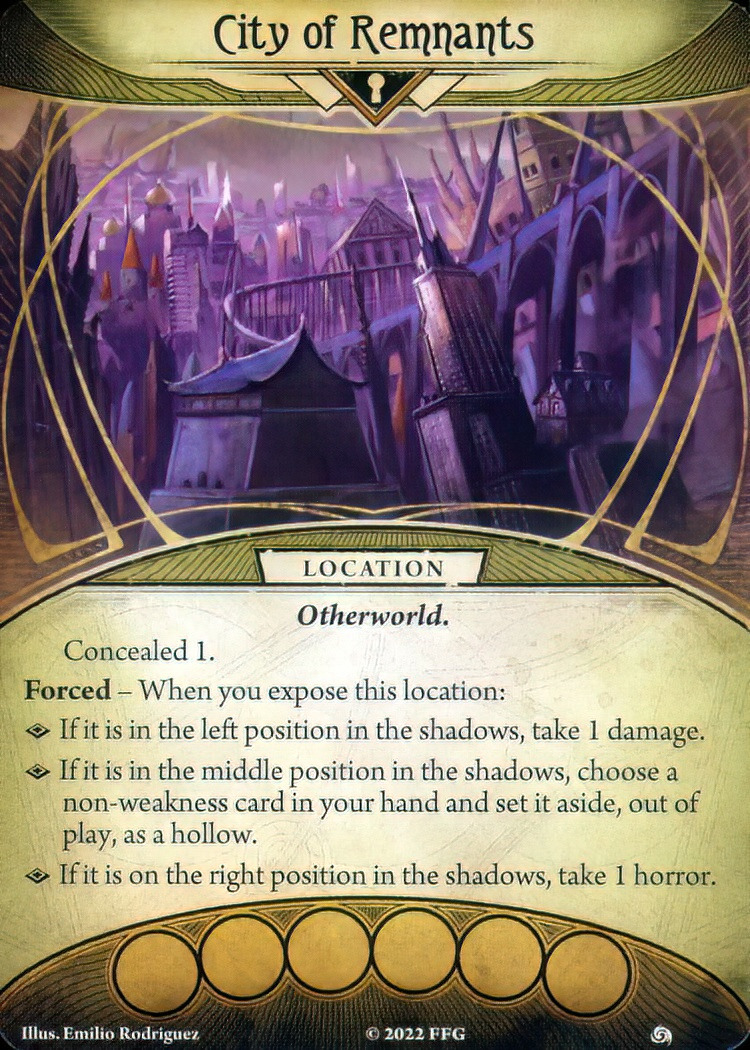 City of Remnants
LOCATION
Otherworld.
Concealed 1.
Forced – When you expose this location:
If it is in the left position in the shadows, take 1 damage.
If it is in the middle position in the shadows, choose a
non-weakness card in your hand and set it aside, out of
play, as a hollow.
If it is on the right position in the shadows, take 1 horror.
Illus. Emilio Rodriguez
© 2022 FFG